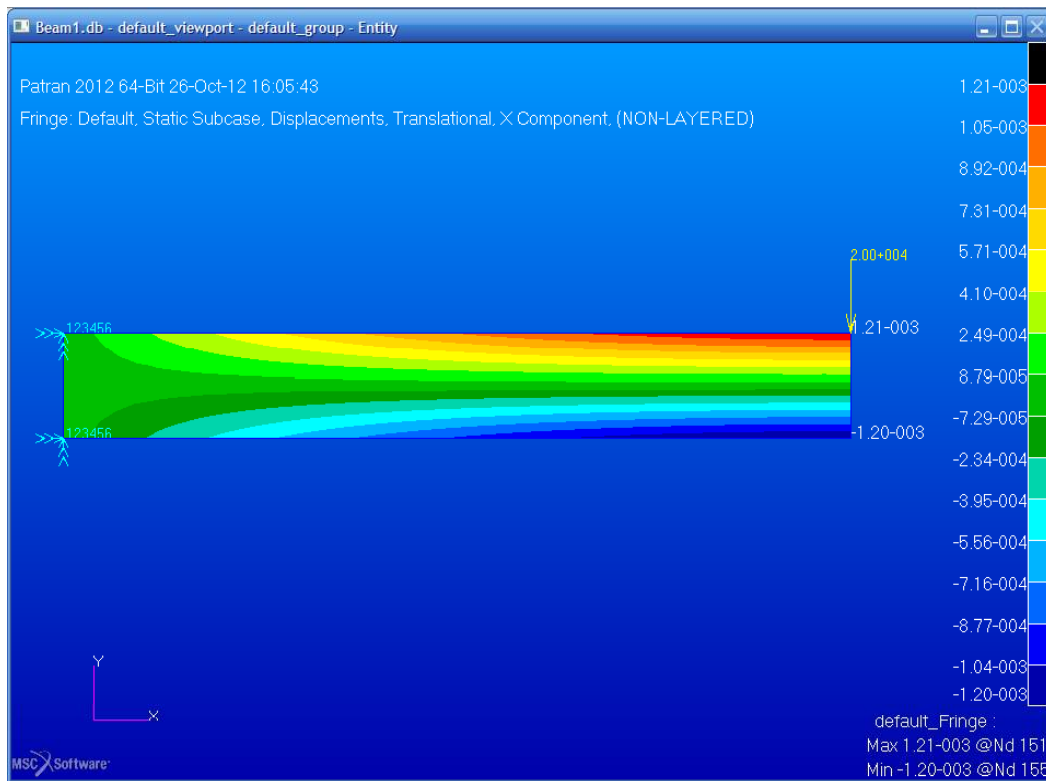 Beam1.db - default_viewport - default_group - Entity
Patran 2012 64-Bit 26-Oct-12 16:05:43
Fringe: Default, Static Subcase, Displacements, Translational, X Component, (NON-LAYERED)
1.21-003
1.05-003
8.92-004
7.31-004
5.71-004
4.10-004
2.49-004
8.79-005
-7.29-005
-2.34-004
-3.95-004
-5.56-004
-7.16-004
-8.77-004
-1.04-003
-1.20-003
2.00+004
123456
1.21-003
123456
-1.20-003
Y
X
default_Fringe :
Max 1.21-003 @Nd 151
Min -1.20-003 @Nd 155
MSC Software